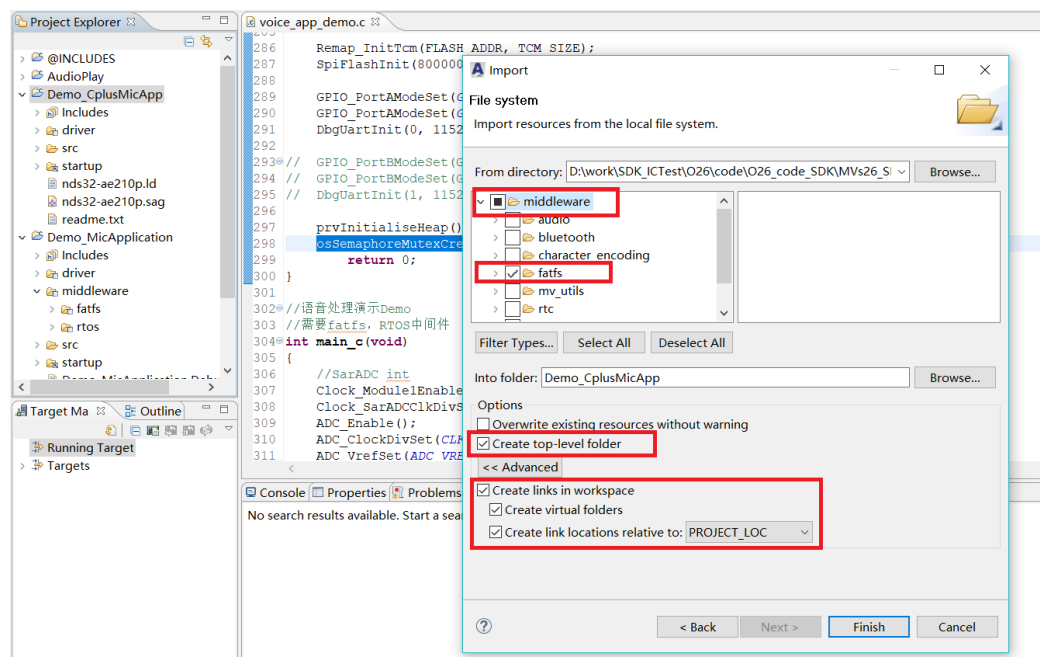 Project Explorer
@INCLUDES
AudioPlay
Demo_CplusMicApp
Includes
driver
src
startup
nds32-ae210p.ld
nds32-ae210p.sag
readme.txt
Demo_MicApplication
Includes
driver
middleware
fatfs
rtos
src
startup
Target Ma
Outline
Running Target
Targets
voice_app_demo.c
286 Remap_InitTcm(FLASH_ADDR, TCM_SIZE);
287 SpiFlashInit(800000
288
289 GPIO_PortAModeSet(G
290 GPIO_PortAModeSet(G
291 DbgUartInit(0, 1152
292
293 // GPIO_PortBModeSet(G
294 // GPIO_PortBModeSet(G
295 // DbgUartInit(1, 1152
296
297 prvInitialiseHeap()
298 osSemaphoreMutexCre
299 return 0;
300 }
301
302 //语音处理演示Demo
303 //需要fatfs，RTOS中间件
304 int main_c(void)
305 {
306 //SarADC int
307 Clock_Module1Enable
308 Clock_SarADCClkDivS
309 ADC_Enable();
310 ADC_ClockDivSet(CLK
311 ADC_VrefSet(ADC_VRE
Console
Properties
Problems
No search results available. Start a sea
Import
File system
Import resources from the local file system.
From directory: D:\work\SDK_ICTest\O26\code\O26_code_SDK\MVs26_S
Browse...
middleware
audio
bluetooth
character_encoding
fatfs
mv_utils
rtc
Filter Types...
Select All
Deselect All
Into folder: Demo_CplusMicApp
Browse...
Options
Overwrite existing resources without warning
Create top-level folder
<< Advanced
Create links in workspace
Create virtual folders
Create link locations relative to: PROJECT_LOC
< Back
Next >
Finish
Cancel